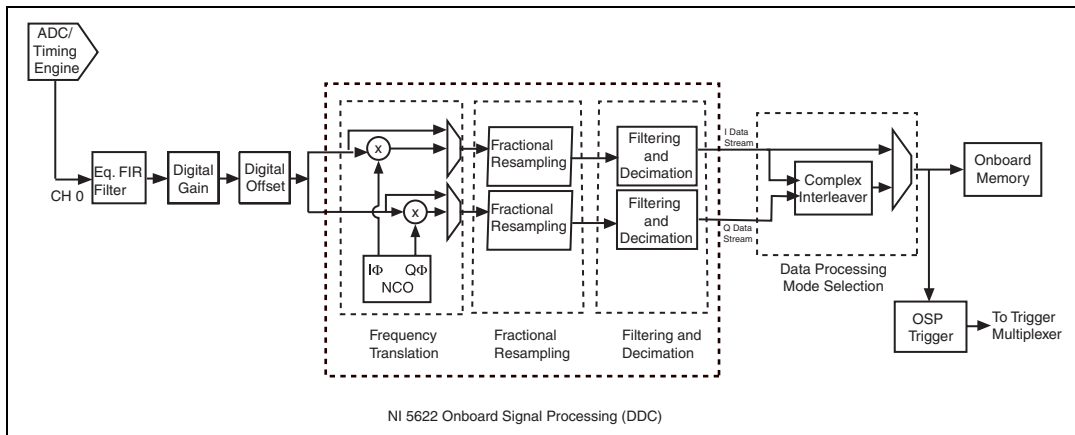 ADC/
Timing
Engine
CH 0
Eq. FIR
Filter
Digital
Gain
Digital
Offset
x
x
IΦ QΦ
NCO
Frequency
Translation
Fractional
Resampling
Fractional
Resampling
Fractional
Resampling
Filtering
and
Decimation
Filtering
and
Decimation
Filtering and
Decimation
I Data
Stream
Q Data
Stream
Complex
Interleaver
Data Processing
Mode Selection
Onboard
Memory
OSP
Trigger
To Trigger
Multiplexer
NI 5622 Onboard Signal Processing (DDC)